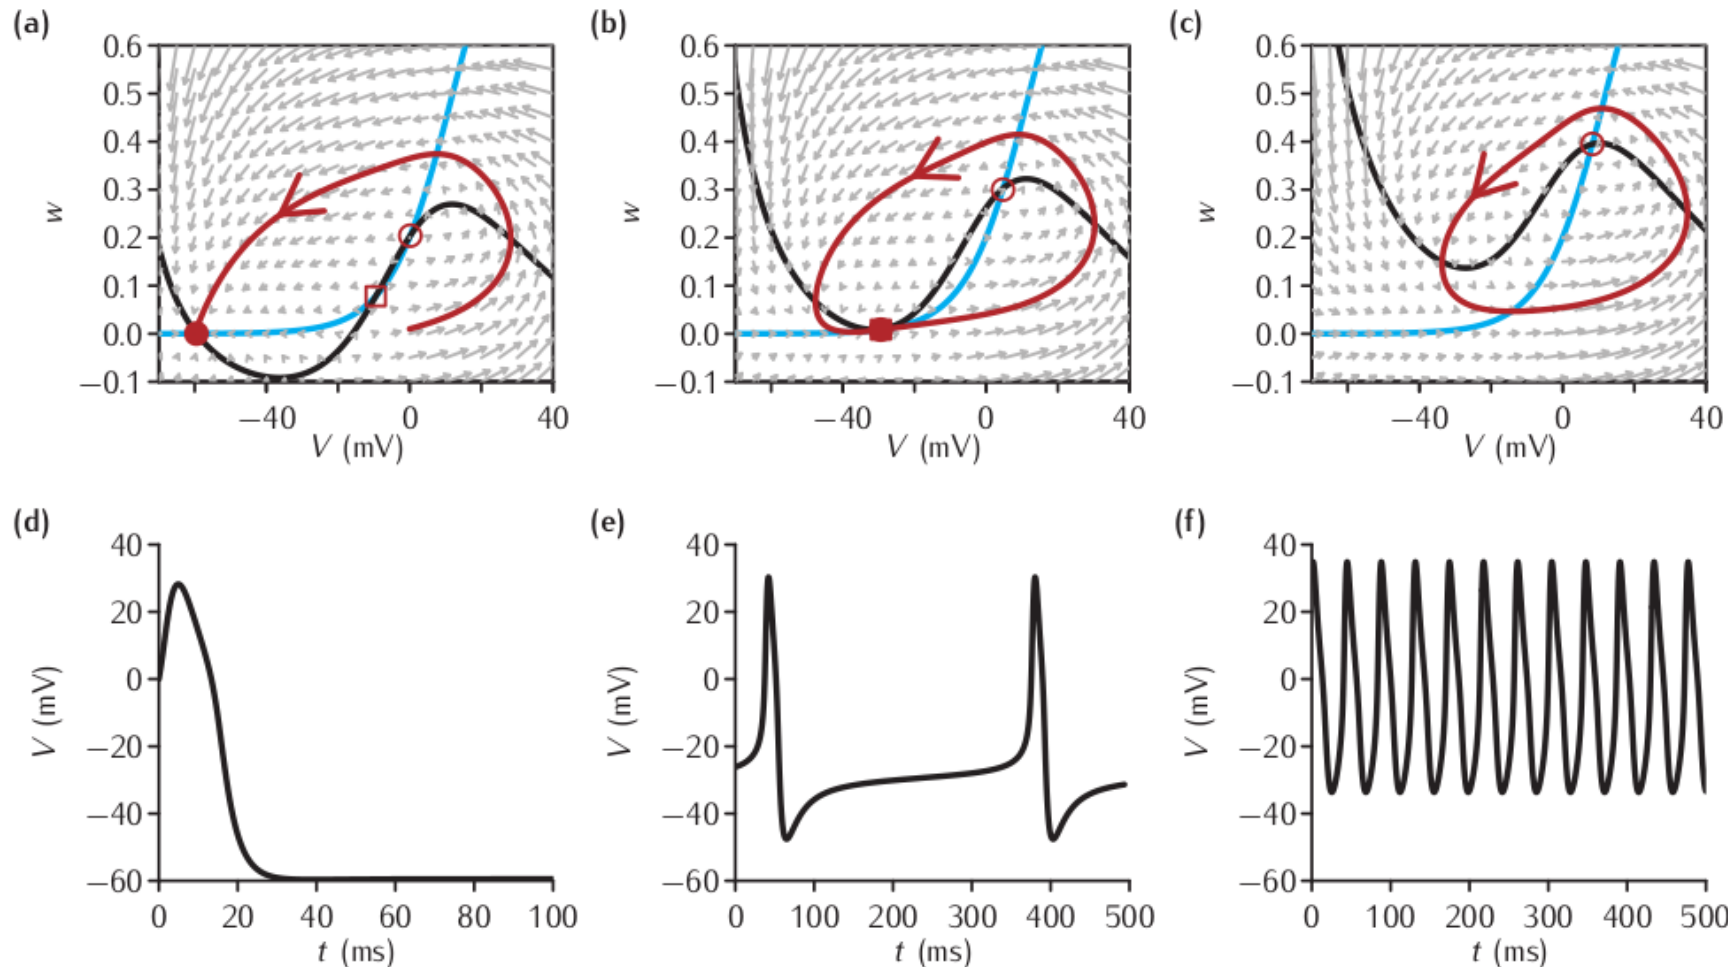 (a) (b) (c)
0.6 0.6 0.6
0.5 0.5 0.5
0.4 0.4 0.4
0.3 0.3 0.3
w w w
0.2 0.2 0.2
0.1 0.1 0.1
0.0 0.0 0.0
−0.1 −0.1 −0.1
−40 0 40 −40 0 40 −40 0 40
V (mV) V (mV) V (mV)
(d) (e) (f)
40 40 40
20 20 20
0 0 0
V (mV) V (mV) V (mV)
−20 −20 −20
−40 −40 −40
−60 −60 −60
0 20 40 60 80 100 0 100 200 300 400 500 0 100 200 300 400 500
t (ms) t (ms) t (ms)